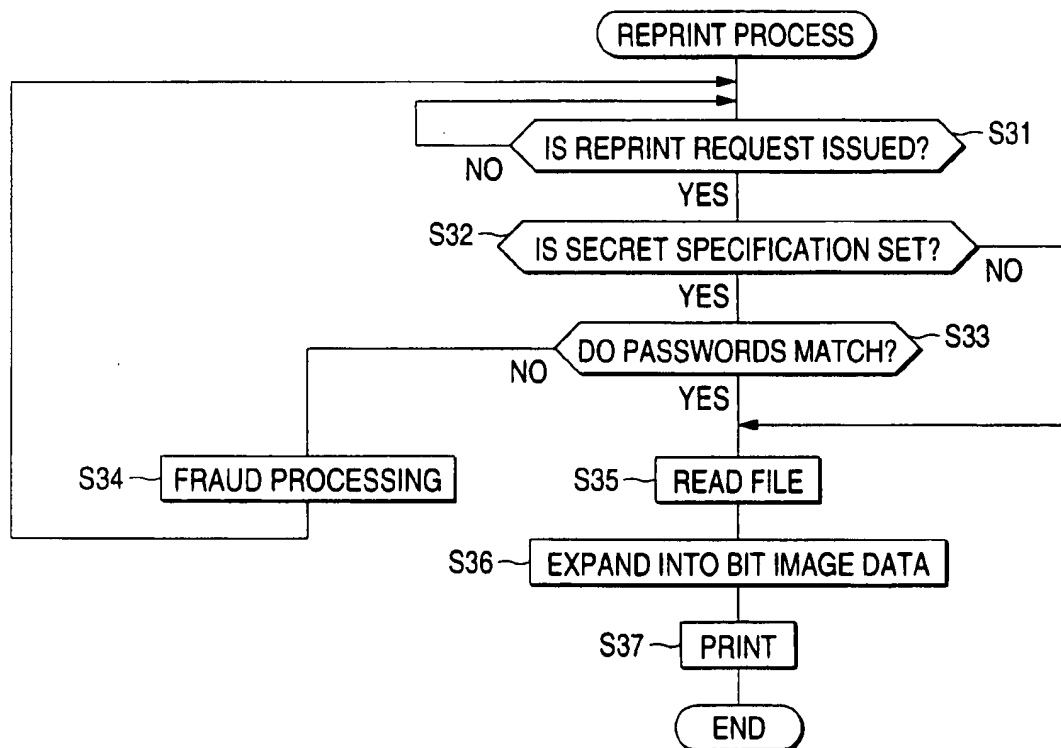 REPRINT PROCESS
IS REPRINT REQUEST ISSUED?
S31
NO
YES
S32
IS SECRET SPECIFICATION SET?
NO
YES
DO PASSWORDS MATCH?
S33
NO
YES
S34
FRAUD PROCESSING
S35
READ FILE
S36
EXPAND INTO BIT IMAGE DATA
S37
PRINT
END